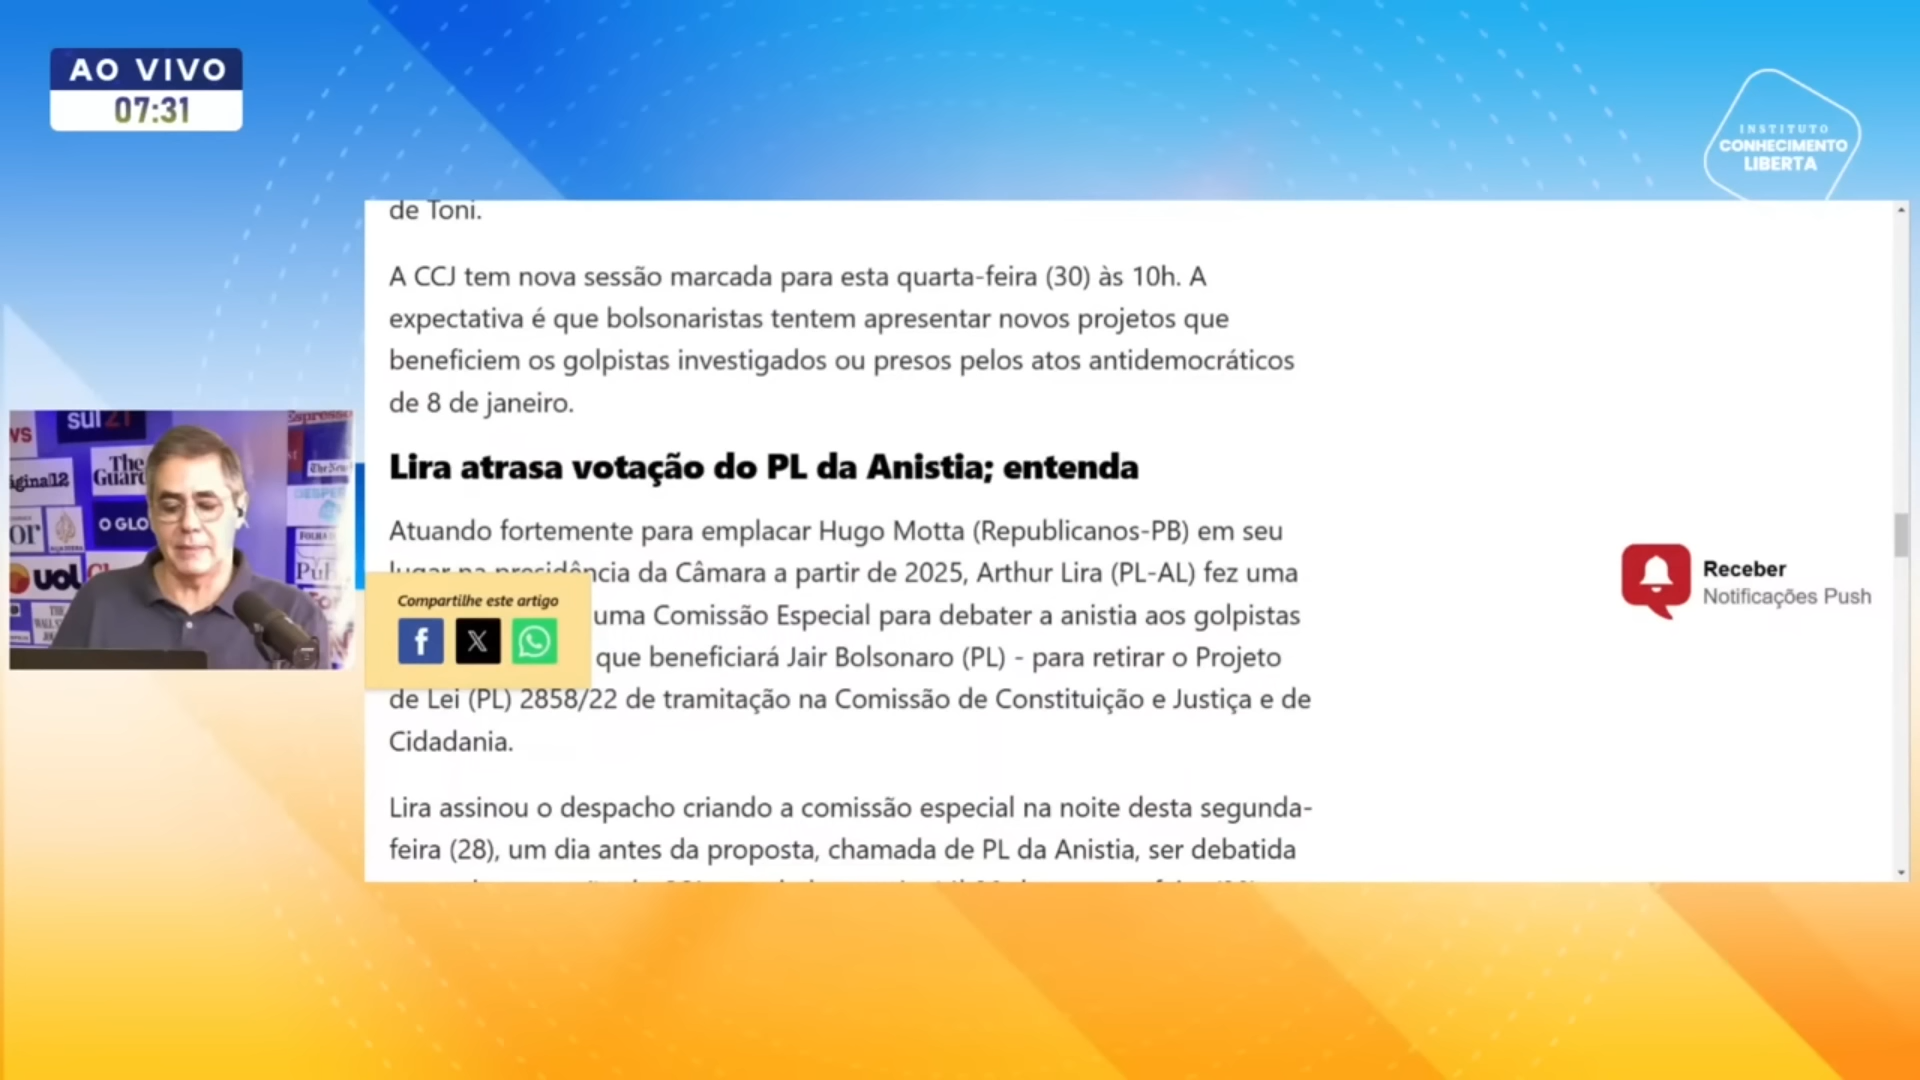 AO VIVO
07:31
INSTITUTO
CONHECIMENTO
LIBERTA
de Toni.
A CCJ tem nova sessão marcada para esta quarta-feira (30) às 10h. A
expectativa é que bolsonaristas tentem apresentar novos projetos que
beneficiem os golpistas investigados ou presos pelos atos antidemocráticos
de 8 de janeiro.
Lira atrasa votação do PL da Anistia; entenda
Atuando fortemente para emplacar Hugo Motta (Republicanos-PB) em seu
lugar na presidência da Câmara a partir de 2025, Arthur Lira (PL-AL) fez uma
uma Comissão Especial para debater a anistia aos golpistas
que beneficiará Jair Bolsonaro (PL) - para retirar o Projeto
de Lei (PL) 2858/22 de tramitação na Comissão de Constituição e Justiça e de
Cidadania.
Lira assinou o despacho criando a comissão especial na noite desta segunda-
feira (28), um dia antes da proposta, chamada de PL da Anistia, ser debatida
Compartilhe este artigo
Receber
Notificações Push
sul21
The
Guard
ágina12
O GLO
uol